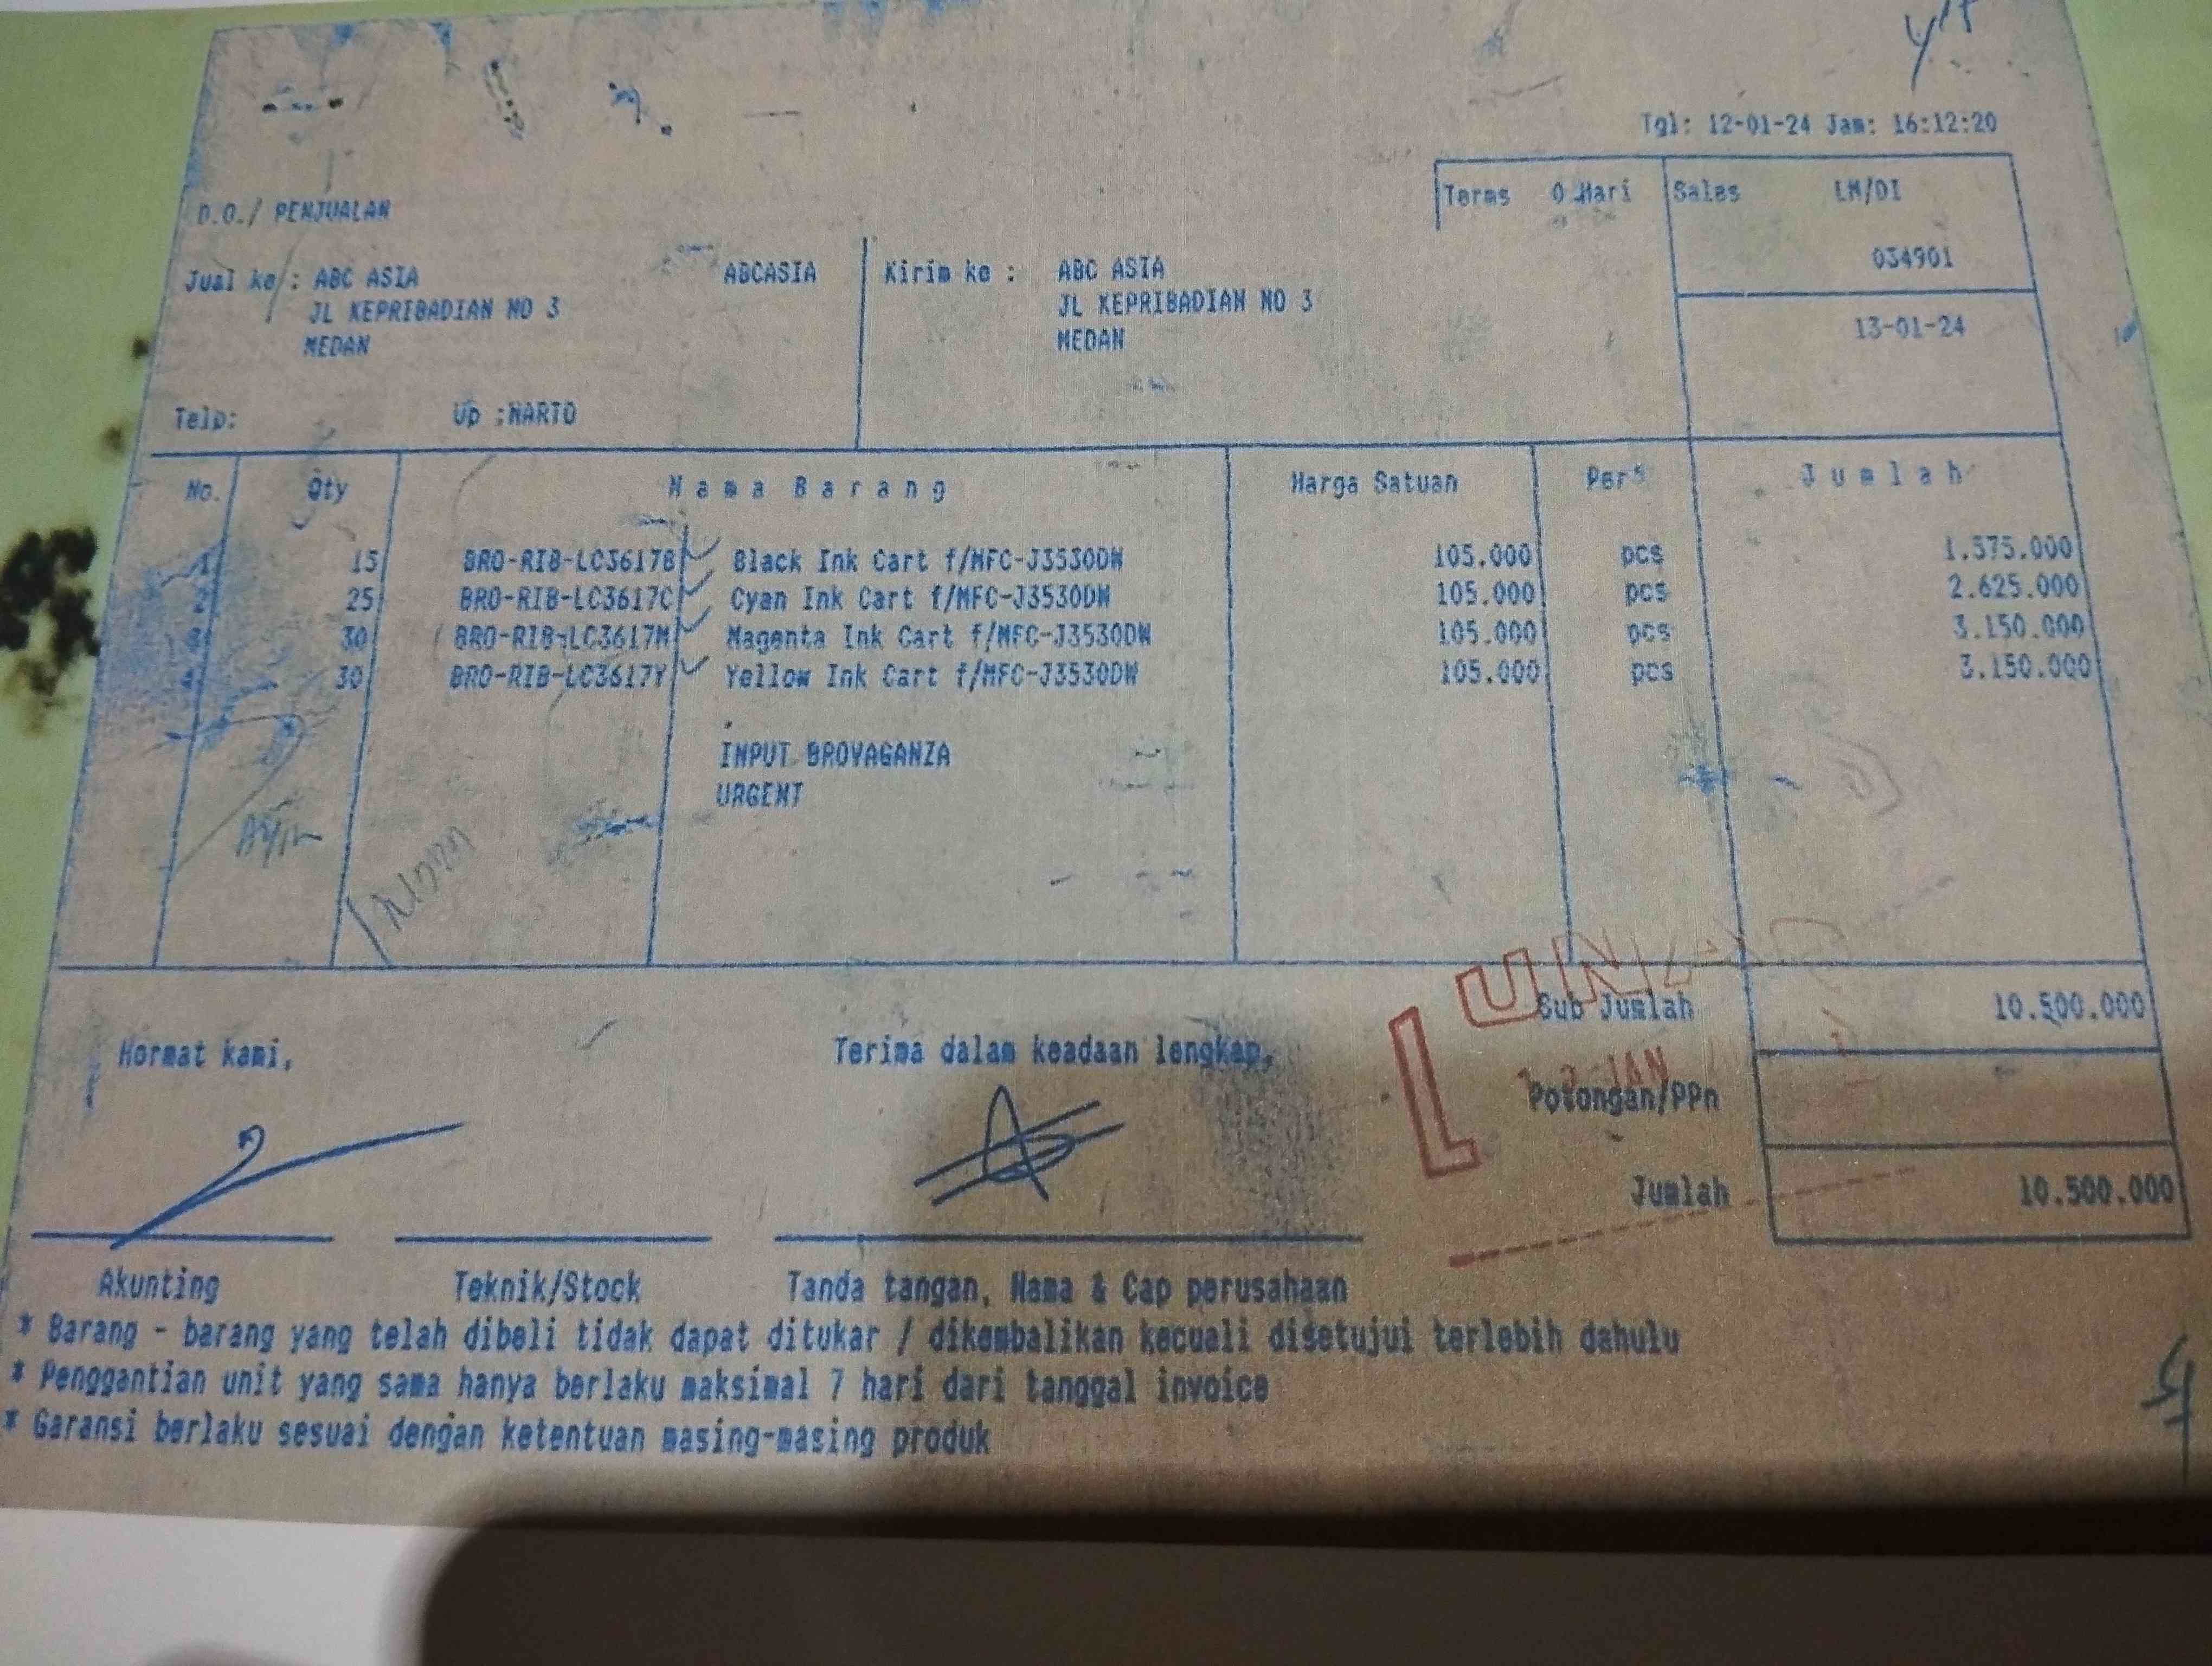 Tgl: 12-01-24 Jam: 16:12:20
Terms 0 Hari Sales LM/DI
D.O./ PENJUALAN
034901
Jual ke : ABC ASIA ABCASIA Kirim ke : ABC ASIA
JL KEPRIBADIAN NO 3 JL KEPRIBADIAN NO 3
13-01-24
MEDAN MEDAN
Telp: Up :NARTO
No. Qty Nama Barang Harga Satuan Per Jumlah
1 15 BRO-RIB-LC3617B Black Ink Cart f/MFC-J3530DW 105.000 pcs 1.575.000
2 25 BRO-RIB-LC3617C Cyan Ink Cart f/MFC-J3530DW 105.000 pcs 2.625.000
3 30 BRO-RIB-LC3617M Magenta Ink Cart f/MFC-J3530DW 105.000 pcs 3.150.000
4 30 BRO-RIB-LC3617Y Yellow Ink Cart f/MFC-J3530DW 105.000 pcs 3.150.000
INPUT BROVAGANZA
URGENT
Sub Jumlah 10.500.000
Hormat kami, Terima dalam keadaan lengkap,
JAN
Potongan/PPn
Jumlah 10.500.000
Akunting Teknik/Stock Tanda tangan, Nama & Cap perusahaan
* Barang - barang yang telah dibeli tidak dapat ditukar / dikembalikan kecuali disetujui terlebih dahulu
* Penggantian unit yang sama hanya berlaku maksimal 7 hari dari tanggal invoice
* Garansi berlaku sesuai dengan ketentuan masing-masing produk